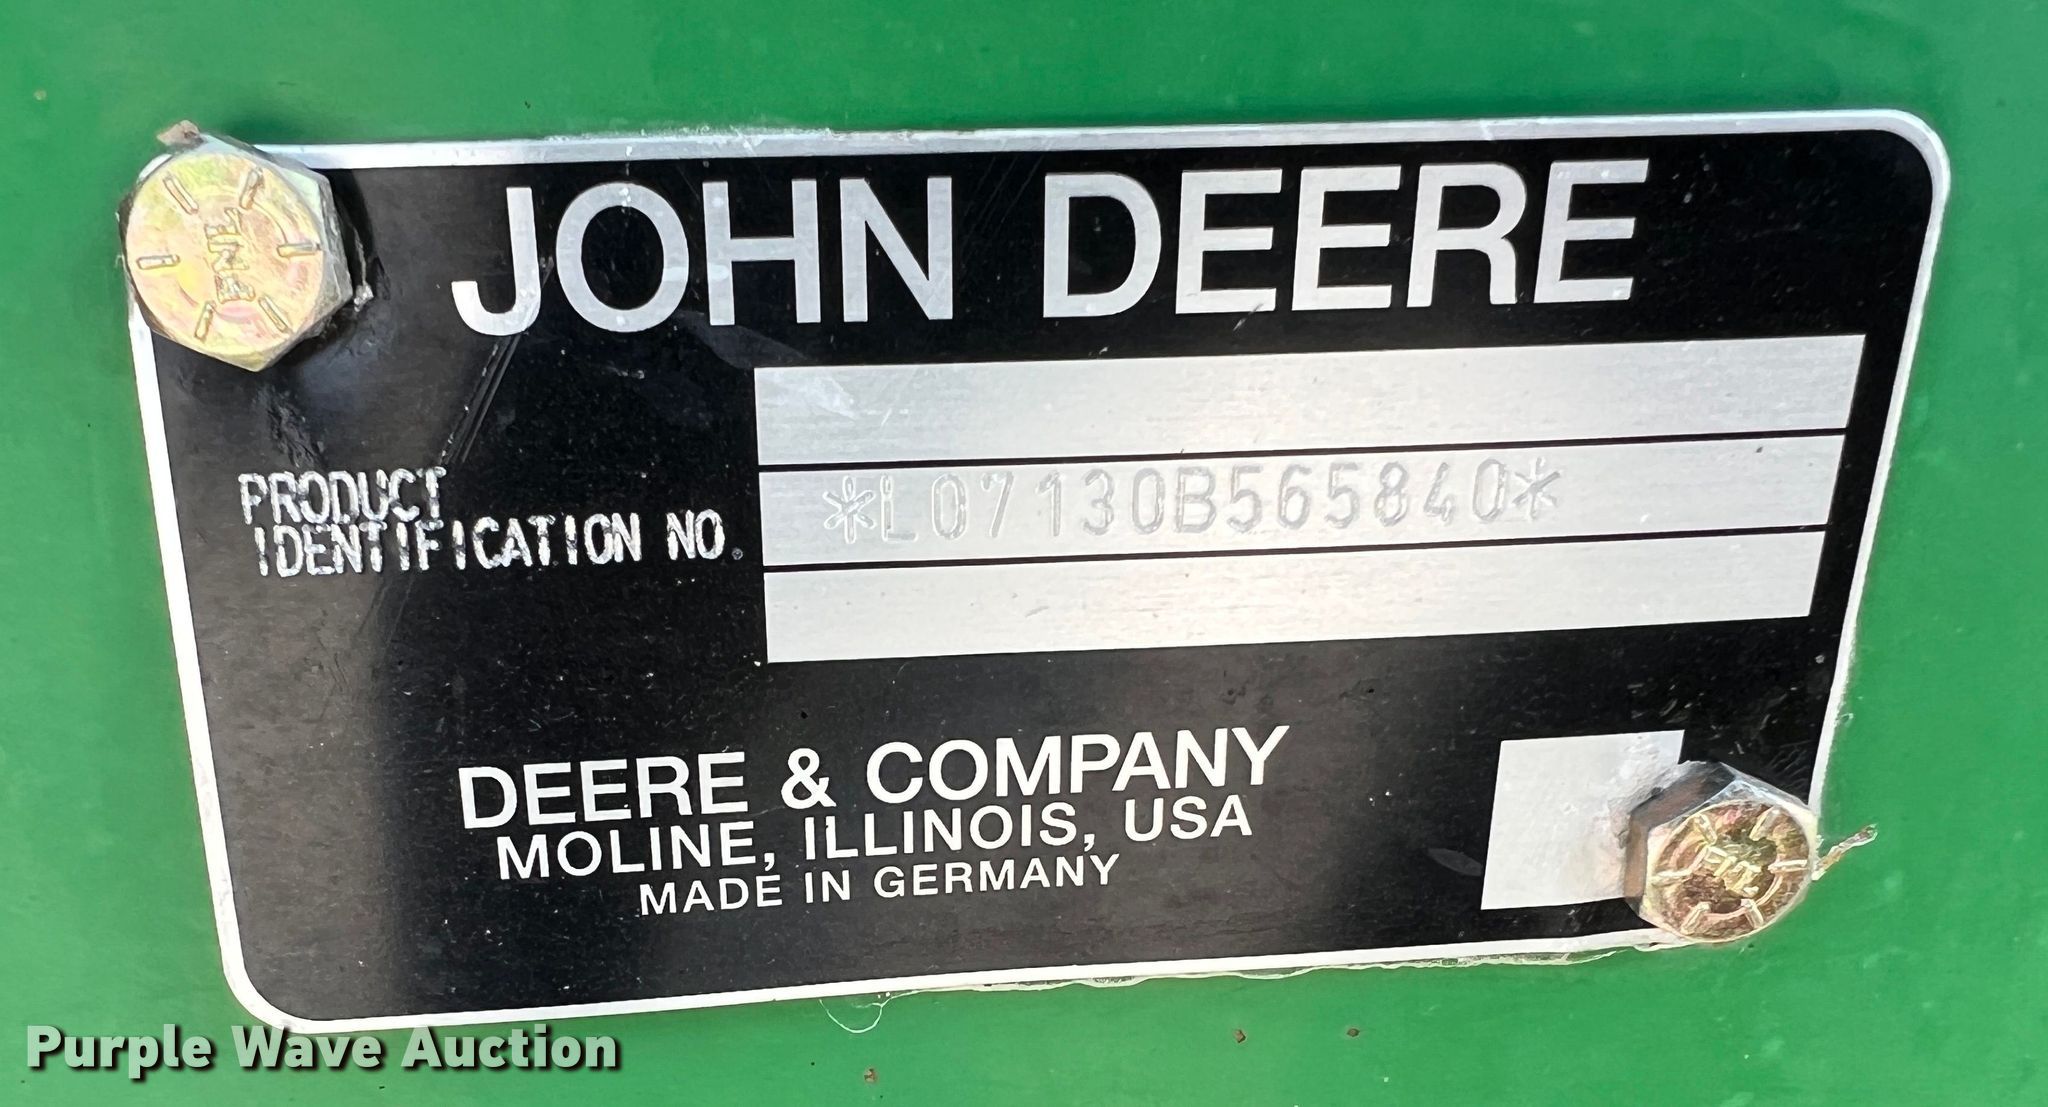 JOHN DEERE
PRODUCT
IDENTIFICATION NO.
*L07130B565840*
DEERE & COMPANY
MOLINE, ILLINOIS, USA
MADE IN GERMANY
Purple Wave Auction